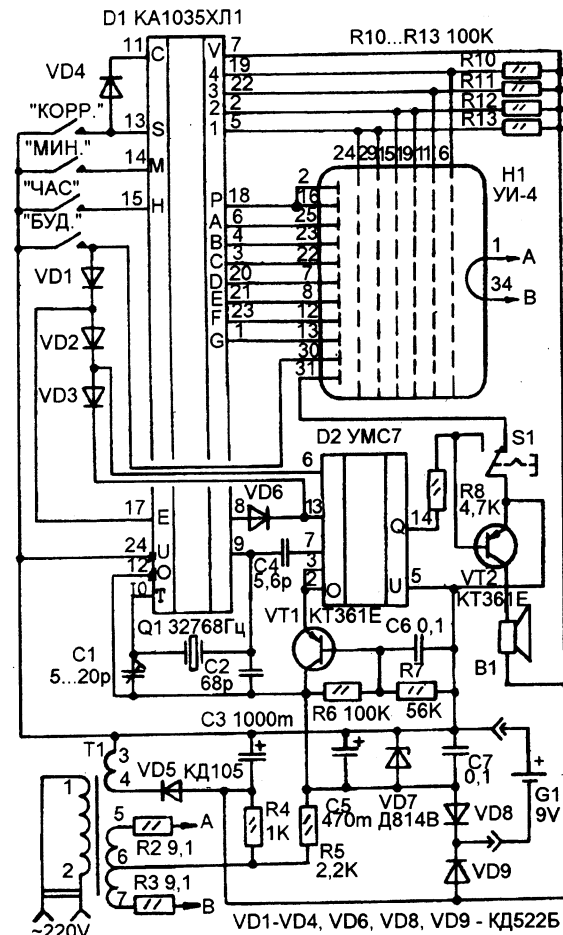 D1 КА1035ХЛ1
11 C V 7 R10...R13 100K
VD4 4 19 R10
3 22 R11
"КОРР." 2 2 R12
13 S 1 5 R13
"МИН." 24 29 15 19 11 6
14 M H1
УИ-4
"ЧАС" 2
15 H P 18 16
"БУД." A 6 25 1 A
B 4 23
C 3 22 34
VD1 D 20 7 B
E 21 8
F 23 12
VD2 G 1 13
30
VD3 31
D2 УМС7 S1
6
VD6 R8
4,7K
17 E 8 13 Q 14
24 U 9 7
12 O C4 3
5,6p 2 O U 5 VT2
10 T КТ361Е
Q1 32768Гц VT1 КТ361Е
C6 0,1 B1
C1 C2
5...20p 68p R7
R6 100K 56K
C3 1000m
T1 3 + + +
4 VD5 КД105 C7
0,1 G1
1 C5 VD7 9V
5 A R4 470m Д814В VD8
R2 9,1 1K
6 R5
2 R3 9,1 2,2K VD9
7 B
~220V VD1-VD4, VD6, VD8, VD9 - КД522Б